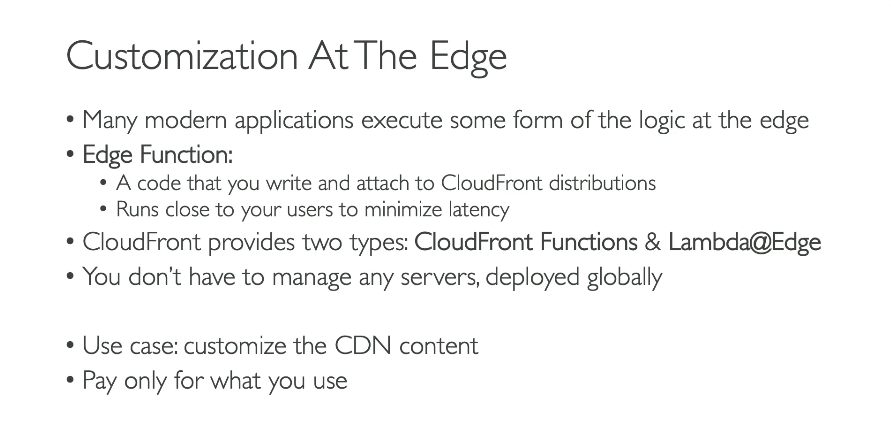 Customization At The Edge
• Many modern applications execute some form of the logic at the edge
• Edge Function:
• A code that you write and attach to CloudFront distributions
• Runs close to your users to minimize latency
• CloudFront provides two types: CloudFront Functions & Lambda@Edge
• You don't have to manage any servers, deployed globally
• Use case: customize the CDN content
• Pay only for what you use